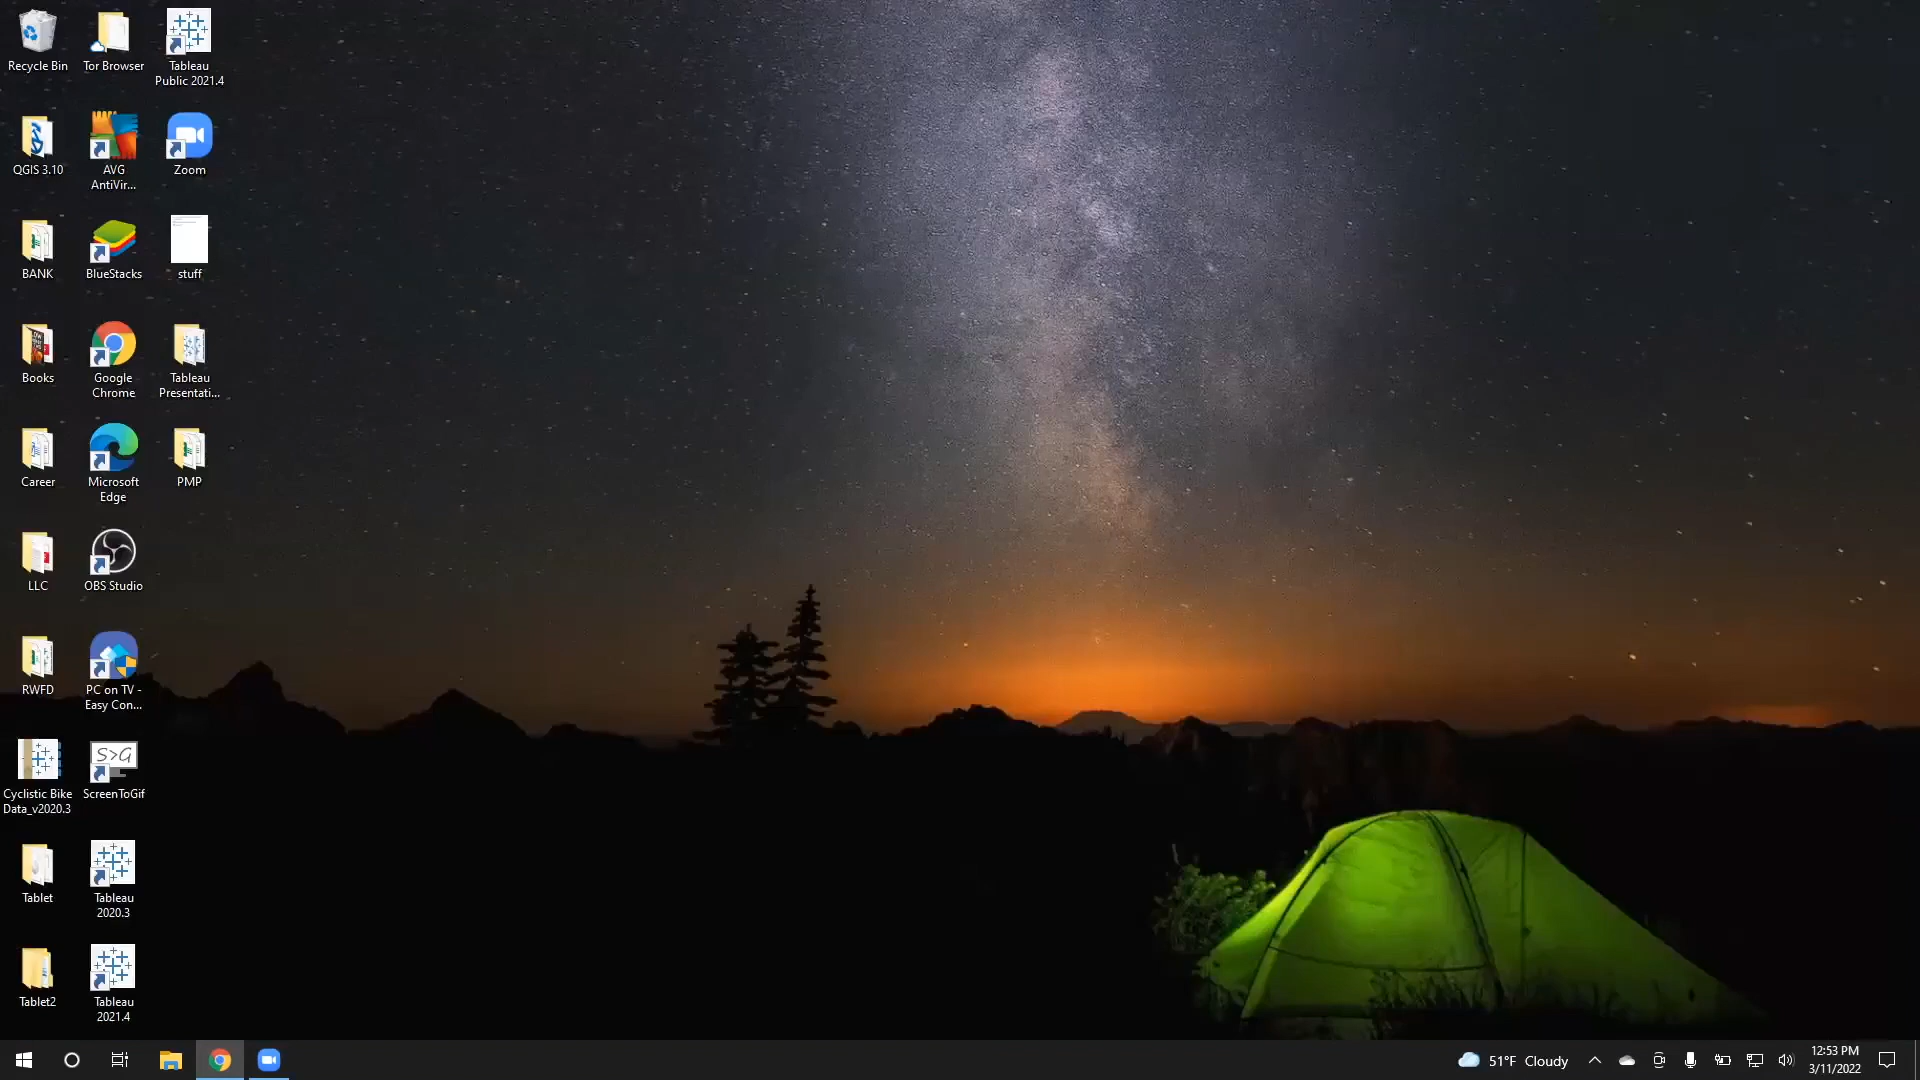 Recycle Bin
Tor Browser
Tableau
Public 2021.4
QGIS 3.10
AVG
AntiVir...
Zoom
BANK
BlueStacks
stuff
Books
Google
Chrome
Tableau
Presentati...
Career
Microsoft
Edge
PMP
LLC
OBS Studio
RWFD
PC on TV -
Easy Con...
Cyclistic Bike
Data_v2020.3
S>G
ScreenToGif
Tablet
Tableau
2020.3
Tablet2
Tableau
2021.4
51°F Cloudy
12:53 PM
3/11/2022